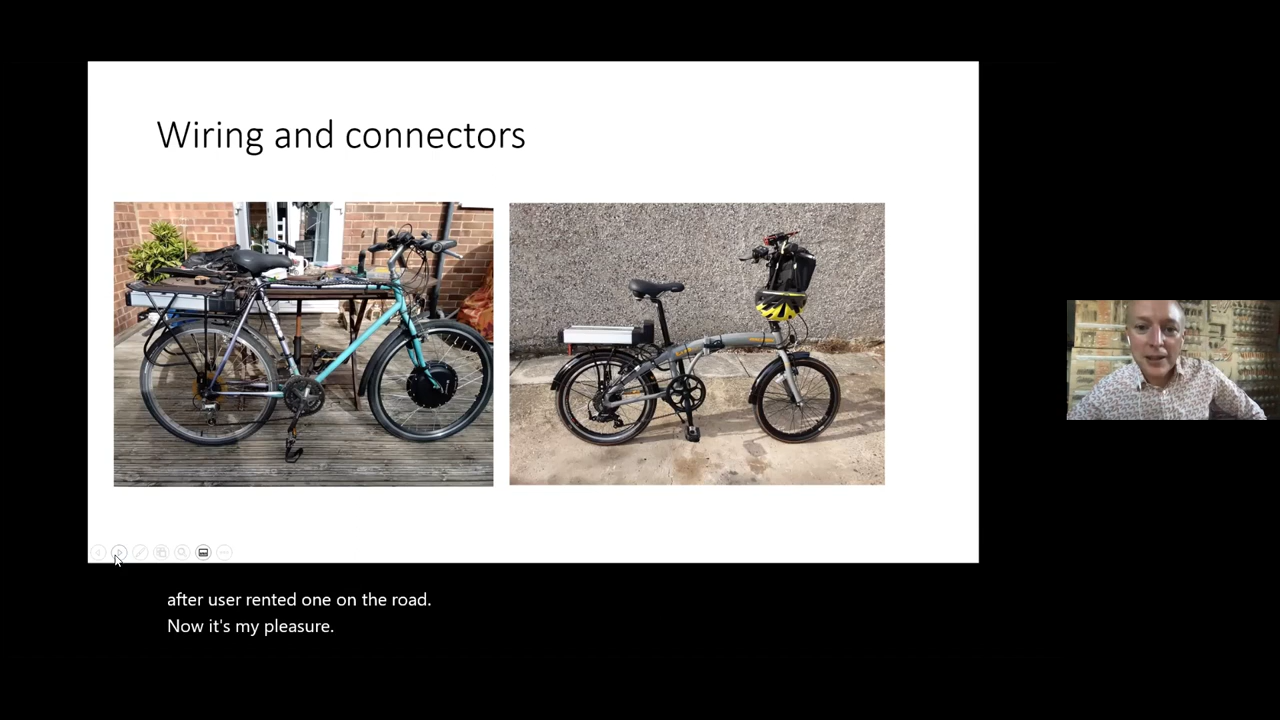 Wiring and connectors
after user rented one on the road.
Now it's my pleasure.